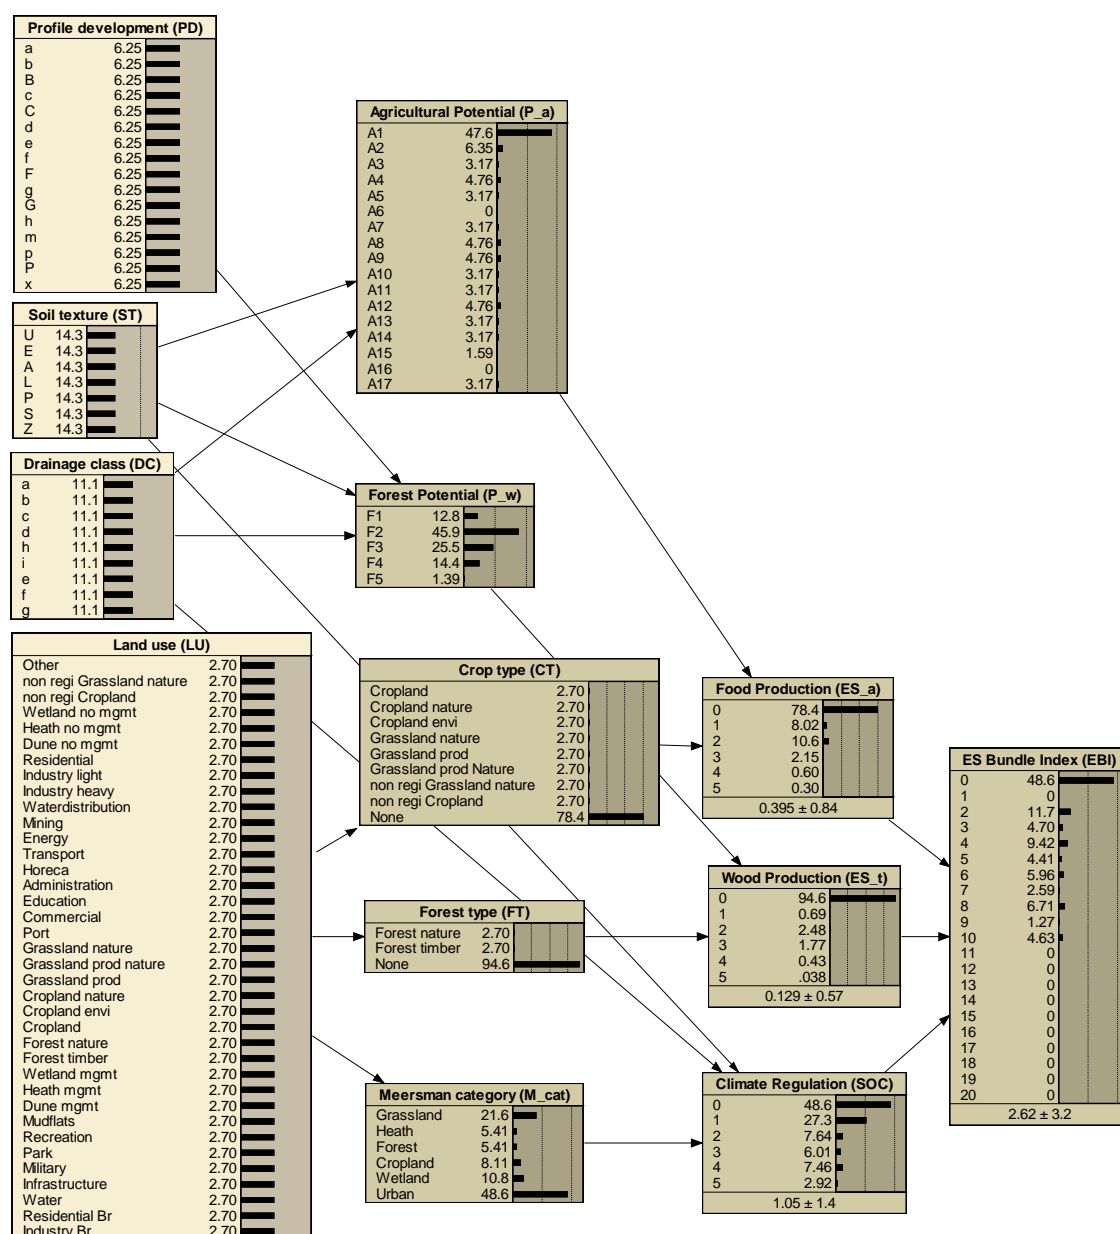 Profile development (PD)
a 6.25
b 6.25
B 6.25
c 6.25
C 6.25
d 6.25
e 6.25
f 6.25
F 6.25
g 6.25
G 6.25
h 6.25
m 6.25
p 6.25
P 6.25
x 6.25
Soil texture (ST)
U 14.3
E 14.3
A 14.3
L 14.3
P 14.3
S 14.3
Z 14.3
Drainage class (DC)
a 11.1
b 11.1
c 11.1
d 11.1
h 11.1
i 11.1
e 11.1
f 11.1
g 11.1
Land use (LU)
Other 2.70
non regi Grassland nature 2.70
non regi Cropland 2.70
Wetland no mgmt 2.70
Heath no mgmt 2.70
Dune no mgmt 2.70
Residential 2.70
Industry light 2.70
Industry heavy 2.70
Waterdistribution 2.70
Mining 2.70
Energy 2.70
Transport 2.70
Horeca 2.70
Administration 2.70
Education 2.70
Commercial 2.70
Port 2.70
Grassland nature 2.70
Grassland prod nature 2.70
Grassland prod 2.70
Cropland nature 2.70
Cropland envi 2.70
Cropland 2.70
Forest nature 2.70
Forest timber 2.70
Wetland mgmt 2.70
Heath mgmt 2.70
Dune mgmt 2.70
Mudflats 2.70
Recreation 2.70
Park 2.70
Military 2.70
Infrastructure 2.70
Water 2.70
Residential Br 2.70
Industry Br 2.70
Agricultural Potential (P_a)
A1 47.6
A2 6.35
A3 3.17
A4 4.76
A5 3.17
A6 0
A7 3.17
A8 4.76
A9 4.76
A10 3.17
A11 3.17
A12 4.76
A13 3.17
A14 3.17
A15 1.59
A16 0
A17 3.17
Forest Potential (P_w)
F1 12.8
F2 45.9
F3 25.5
F4 14.4
F5 1.39
Crop type (CT)
Cropland 2.70
Cropland nature 2.70
Cropland envi 2.70
Grassland nature 2.70
Grassland prod 2.70
Grassland prod Nature 2.70
non regi Grassland nature 2.70
non regi Cropland 2.70
None 78.4
Forest type (FT)
Forest nature 2.70
Forest timber 2.70
None 94.6
Meersman category (M_cat)
Grassland 21.6
Heath 5.41
Forest 5.41
Cropland 8.11
Wetland 10.8
Urban 48.6
Food Production (ES_a)
0 78.4
1 8.02
2 10.6
3 2.15
4 0.60
5 0.30
0.395 ± 0.84
Wood Production (ES_t)
0 94.6
1 0.69
2 2.48
3 1.77
4 0.43
5 .038
0.129 ± 0.57
Climate Regulation (SOC)
0 48.6
1 27.3
2 7.64
3 6.01
4 7.46
5 2.92
1.05 ± 1.4
ES Bundle Index (EBI)
0 48.6
1 0
2 11.7
3 4.70
4 9.42
5 4.41
6 5.96
7 2.59
8 6.71
9 1.27
10 4.63
11 0
12 0
13 0
14 0
15 0
16 0
17 0
18 0
19 0
20 0
2.62 ± 3.2